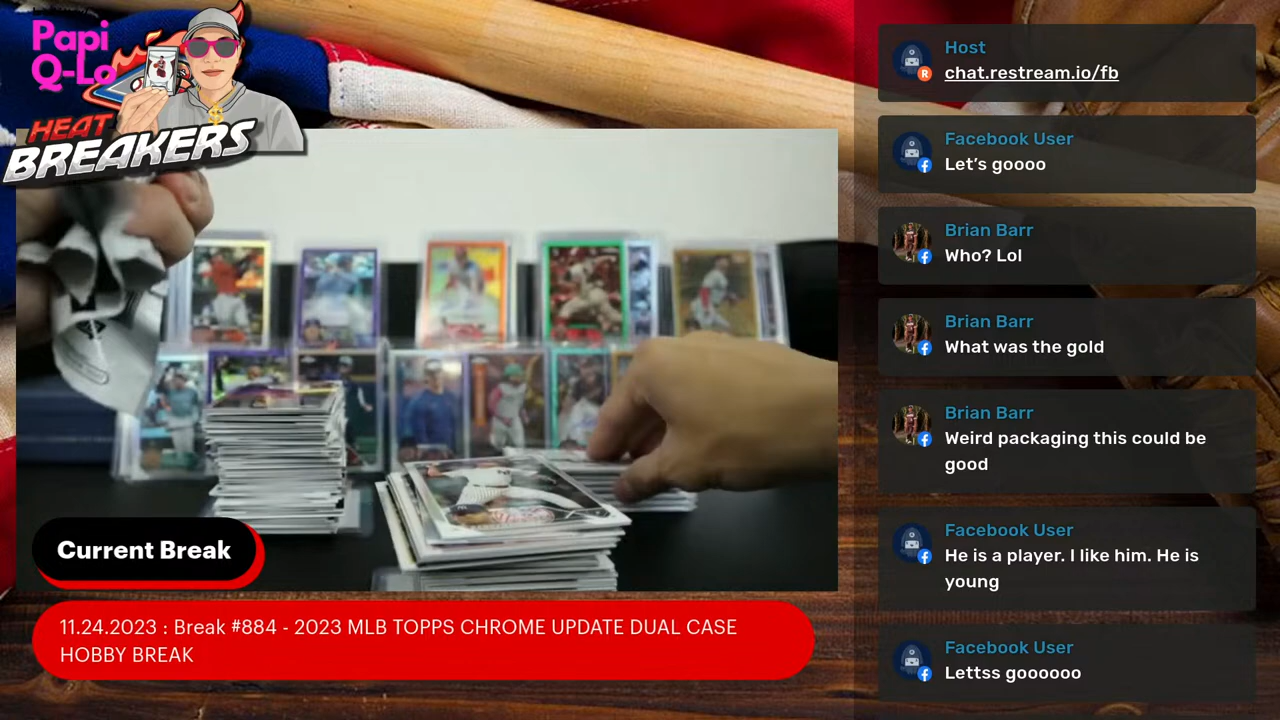 Papi
Q-Lo
HEAT
BREAKERS
Current Break
11.24.2023 : Break #884 - 2023 MLB TOPPS CHROME UPDATE DUAL CASE
HOBBY BREAK
Host
chat.restream.io/fb
Facebook User
Let’s goooo
Brian Barr
Who? Lol
Brian Barr
What was the gold
Brian Barr
Weird packaging this could be
good
Facebook User
He is a player. I like him. He is
young
Facebook User
Lettss goooooo